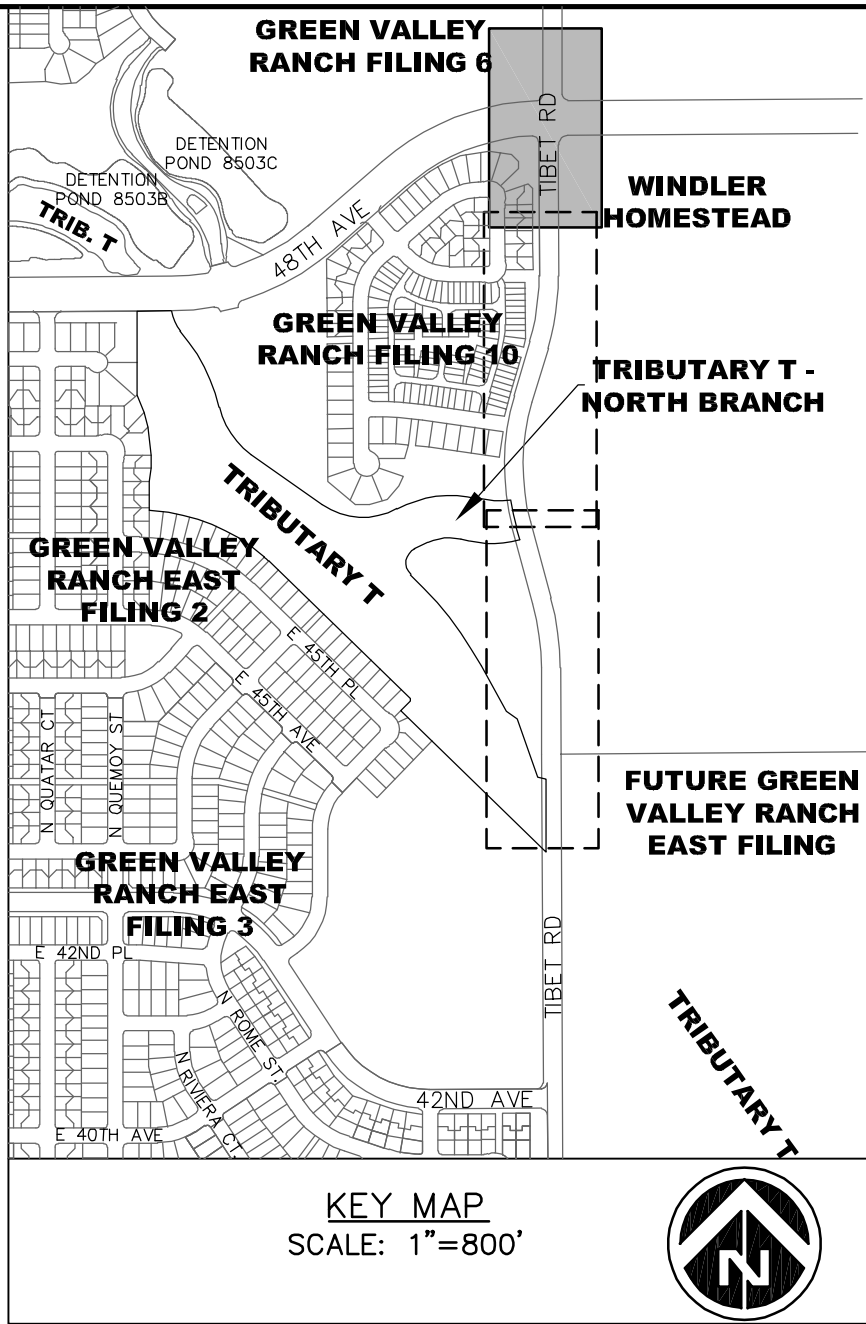 GREEN VALLEY
RANCH FILING 6
TIBET RD
DETENTION
POND 8503C
DETENTION
POND 8503B
TRIB. T
48TH AVE
WINDLER
HOMESTEAD
GREEN VALLEY
RANCH FILING 10
TRIBUTARY T -
NORTH BRANCH
TRIBUTARY T
GREEN VALLEY
RANCH EAST
FILING 2
E 45TH PL
E 45TH AVE
N QUATAR CT
N QUEMOY ST
FUTURE GREEN
VALLEY RANCH
EAST FILING
GREEN VALLEY
RANCH EAST
FILING 3
E 42ND PL
TIBET RD
N ROME ST.
N RIVIERA CT.
TRIBUTARY T
42ND AVE
E 40TH AVE
KEY MAP
SCALE: 1"=800'
N